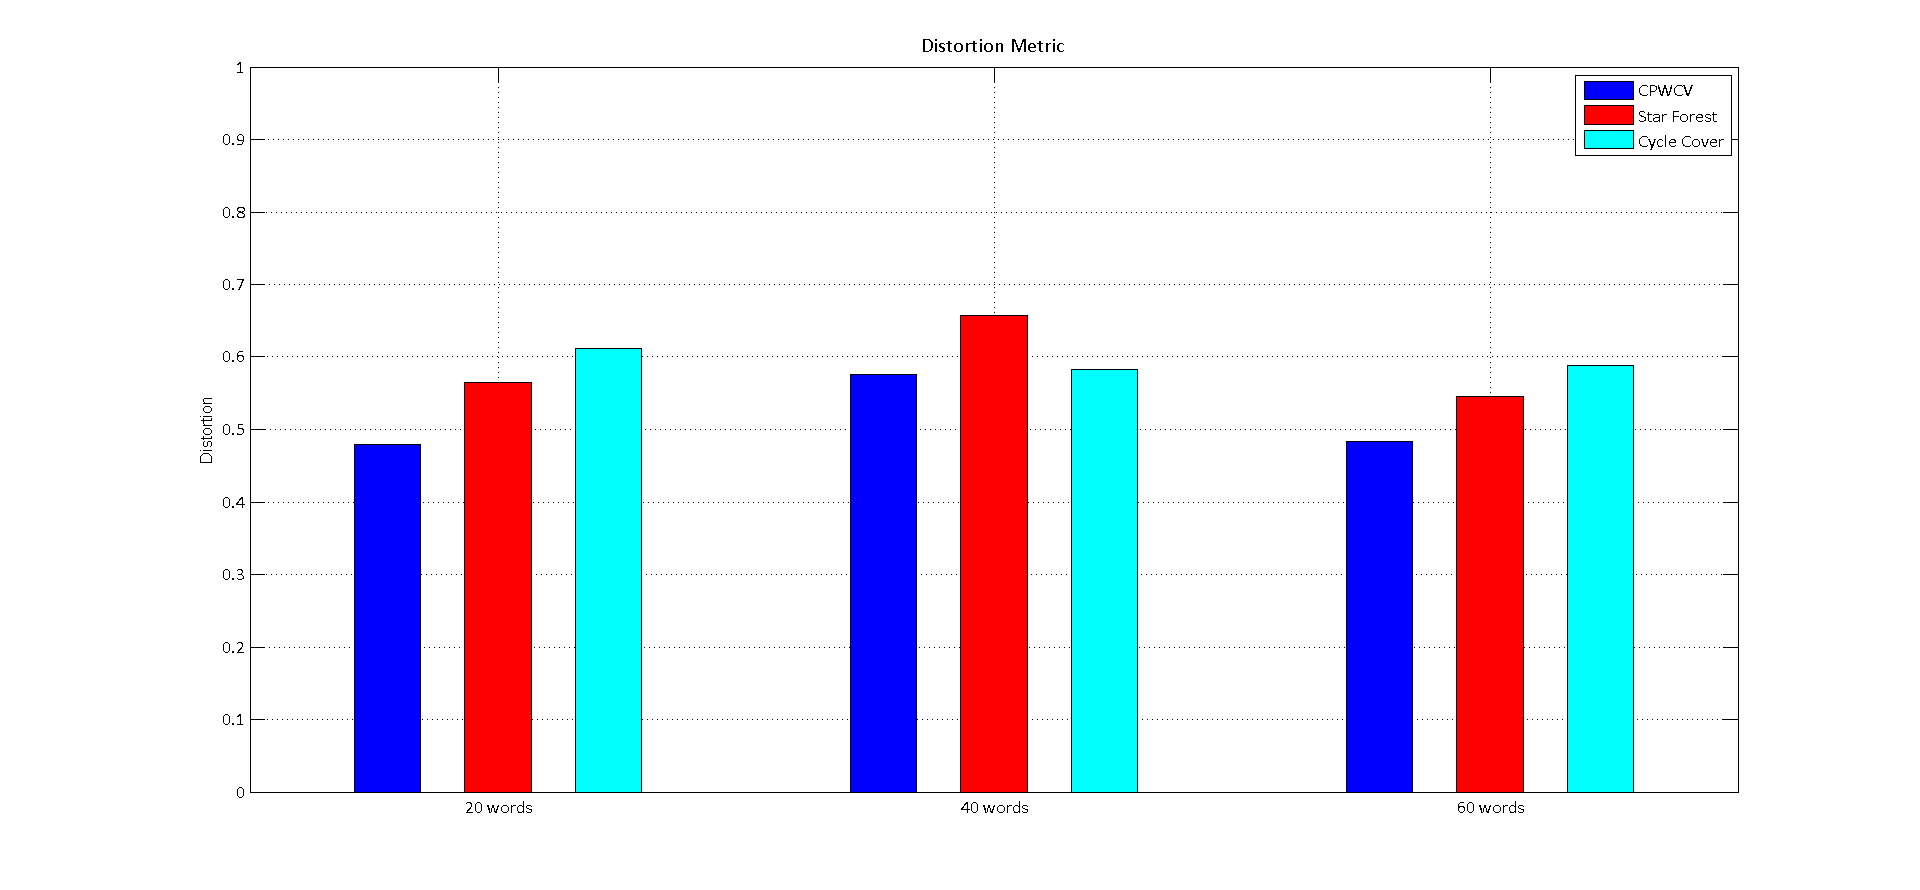 Distortion Metric
1
0.9
0.8
0.7
0.6
0.5
0.4
0.3
0.2
0.1
0
Distortion
CPWCV
Star Forest
Cycle Cover
20 words
40 words
60 words